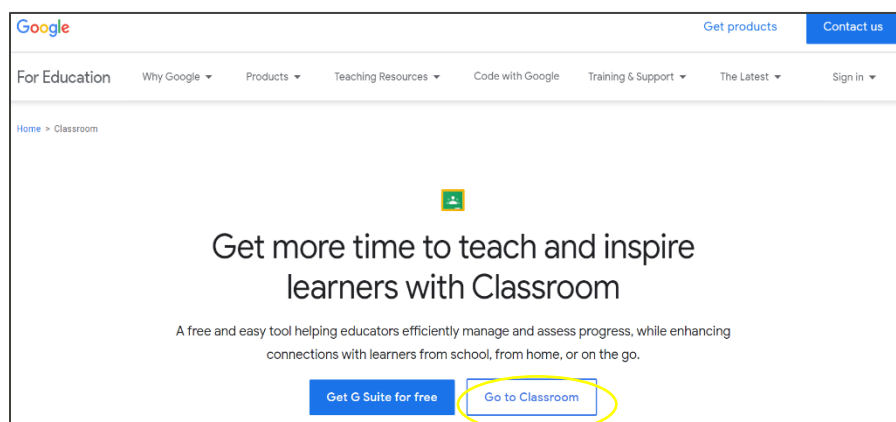 Google Get products Contact us
For Education Why Google Products Teaching Resources Code with Google Training & Support The Latest Sign in
Home > Classroom
Get more time to teach and inspire
learners with Classroom
A free and easy tool helping educators efficiently manage and assess progress, while enhancing
connections with learners from school, from home, or on the go.
Get G Suite for free Go to Classroom